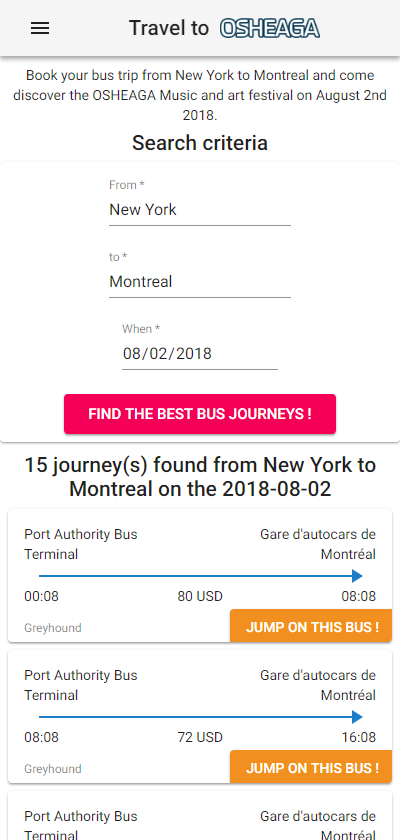 Travel to OSHEAGA
Book your bus trip from New York to Montreal and come
discover the OSHEAGA Music and art festival on August 2nd
2018.
Search criteria
From *
New York
to *
Montreal
When *
08/02/2018
FIND THE BEST BUS JOURNEYS !
15 journey(s) found from New York to
Montreal on the 2018-08-02
Port Authority Bus Gare d'autocars de
Terminal Montréal
00:08 80 USD 08:08
Greyhound JUMP ON THIS BUS !
Port Authority Bus Gare d'autocars de
Terminal Montréal
08:08 72 USD 16:08
Greyhound JUMP ON THIS BUS !
Port Authority Bus Gare d'autocars de
Terminal Montréal